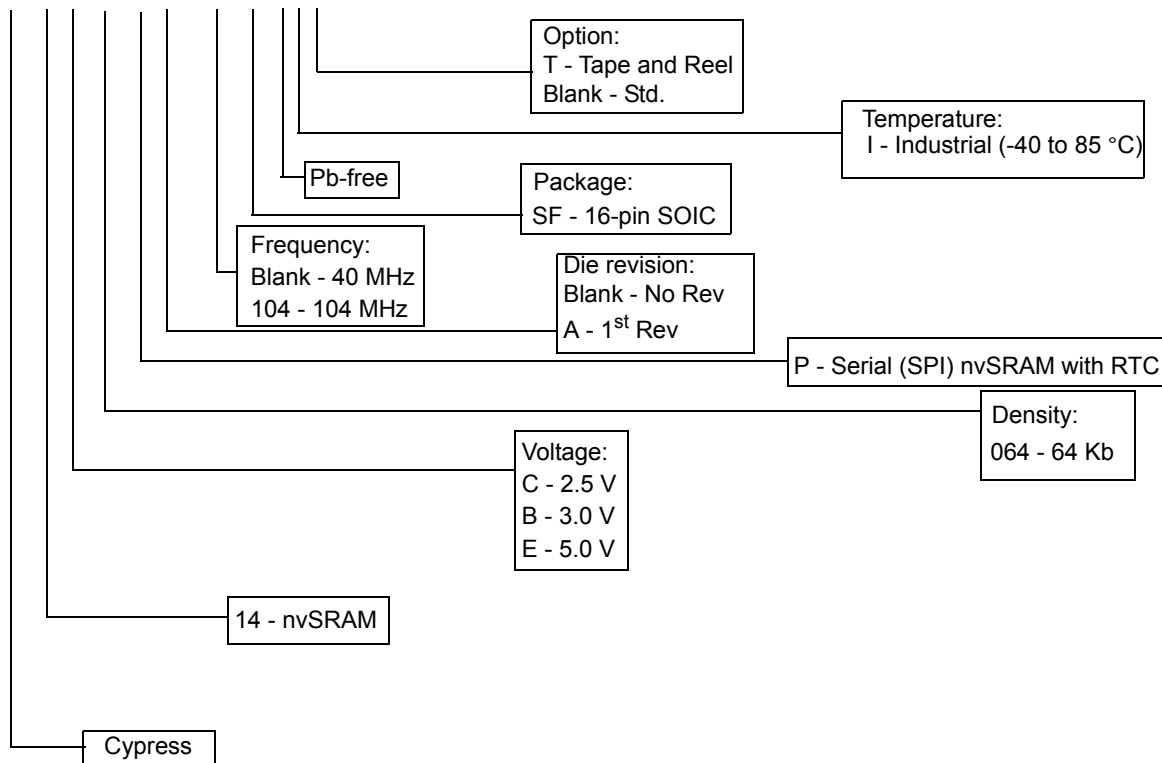 Option:
T - Tape and Reel
Blank - Std.
Temperature:
I - Industrial (-40 to 85 °C)
Pb-free
Package:
SF - 16-pin SOIC
Frequency:
Blank - 40 MHz
104 - 104 MHz
Die revision:
Blank - No Rev
A - 1st Rev
P - Serial (SPI) nvSRAM with RTC
Density:
064 - 64 Kb
Voltage:
C - 2.5 V
B - 3.0 V
E - 5.0 V
14 - nvSRAM
Cypress